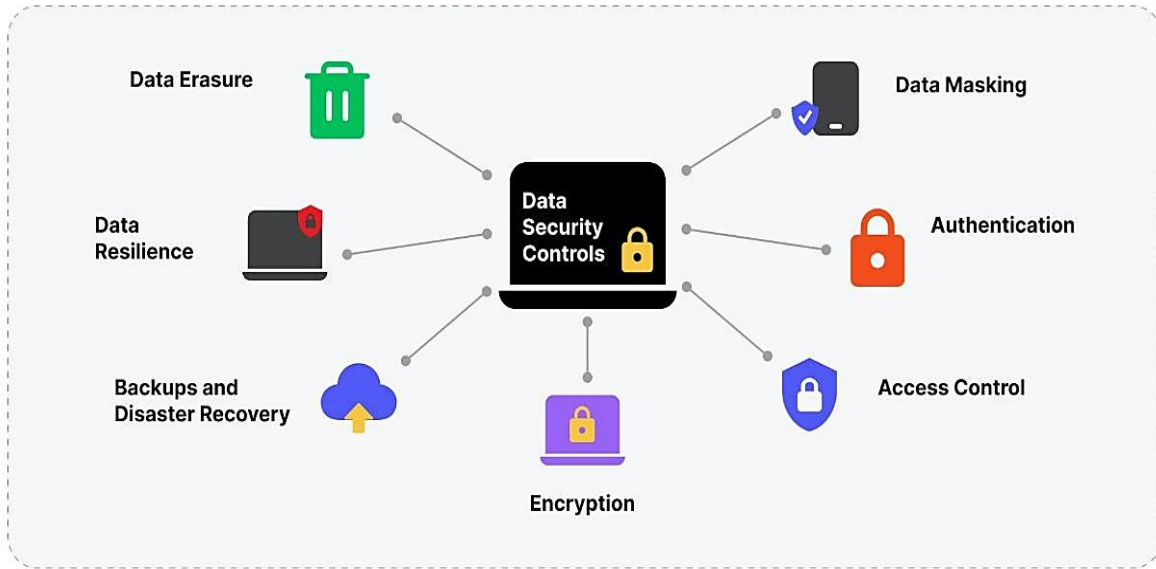 Data Erasure
Data Masking
Data
Security
Controls
Data
Resilience
Authentication
Backups and
Disaster Recovery
Access Control
Encryption